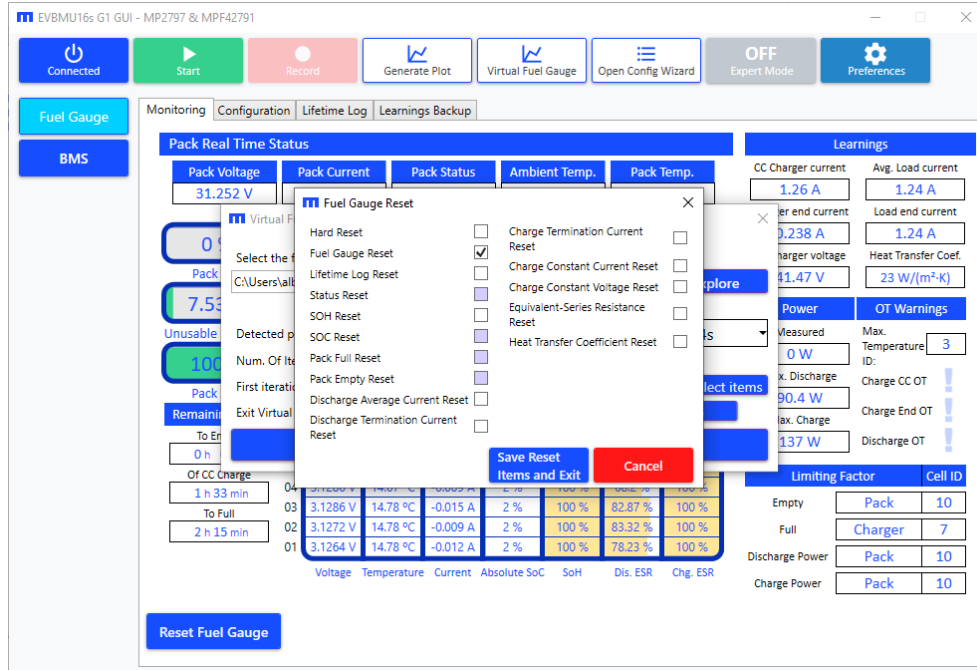 EVBMU16s G1 GUI - MP2797 & MPF42791
Connected
Start
Record
Generate Plot
Virtual Fuel Gauge
Open Config Wizard
OFF
Expert Mode
Preferences
Fuel Gauge
BMS
Monitoring
Configuration
Lifetime Log
Learnings Backup
Pack Real Time Status
Pack Voltage
Pack Current
Pack Status
Ambient Temp.
Pack Temp.
31.252 V
Learnings
CC Charger current
Avg. Load current
1.26 A
1.24 A
end current
Load end current
0.238 A
1.24 A
voltage
Heat Transfer Coef.
41.47 V
23 W/(m²·K)
Power
OT Warnings
Measured
0 W
Discharge
90.4 W
Charge
137 W
Max.
Temperature
ID:
3
Charge CC OT
Charge End OT
Discharge OT
Limiting Factor
Cell ID
Empty
Pack
10
Full
Charger
7
Discharge Power
Pack
10
Charge Power
Pack
10
0
Pack
7.53
Unusable
100
Pack
To
0 h
Of CC Charge
1 h 33 min
To Full
2 h 15 min
Virtual
Select the
C:\Users\
Detected
Num. Of
First
Exit Virtual
items
Fuel Gauge Reset
Hard Reset
Fuel Gauge Reset
Lifetime Log Reset
Status Reset
SOH Reset
SOC Reset
Pack Full Reset
Pack Empty Reset
Discharge Average Current Reset
Discharge Termination Current
Reset
Charge Termination Current
Reset
Charge Constant Current Reset
Charge Constant Voltage Reset
Equivalent-Series Resistance
Reset
Heat Transfer Coefficient Reset
Save Reset
Items and Exit
Cancel
04
03 3.1286 V 14.78 ºC -0.015 A 2 % 100 % 82.87 % 100 %
02 3.1272 V 14.78 ºC -0.009 A 2 % 100 % 83.32 % 100 %
01 3.1264 V 14.78 ºC -0.012 A 2 % 100 % 78.23 % 100 %
Voltage Temperature Current Absolute SoC SoH Dis. ESR Chg. ESR
Reset Fuel Gauge